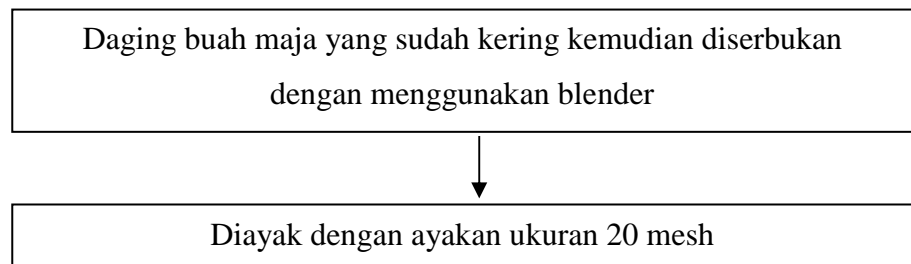 Daging buah maja yang sudah kering kemudian diserbukan
dengan menggunakan blender
Diayak dengan ayakan ukuran 20 mesh